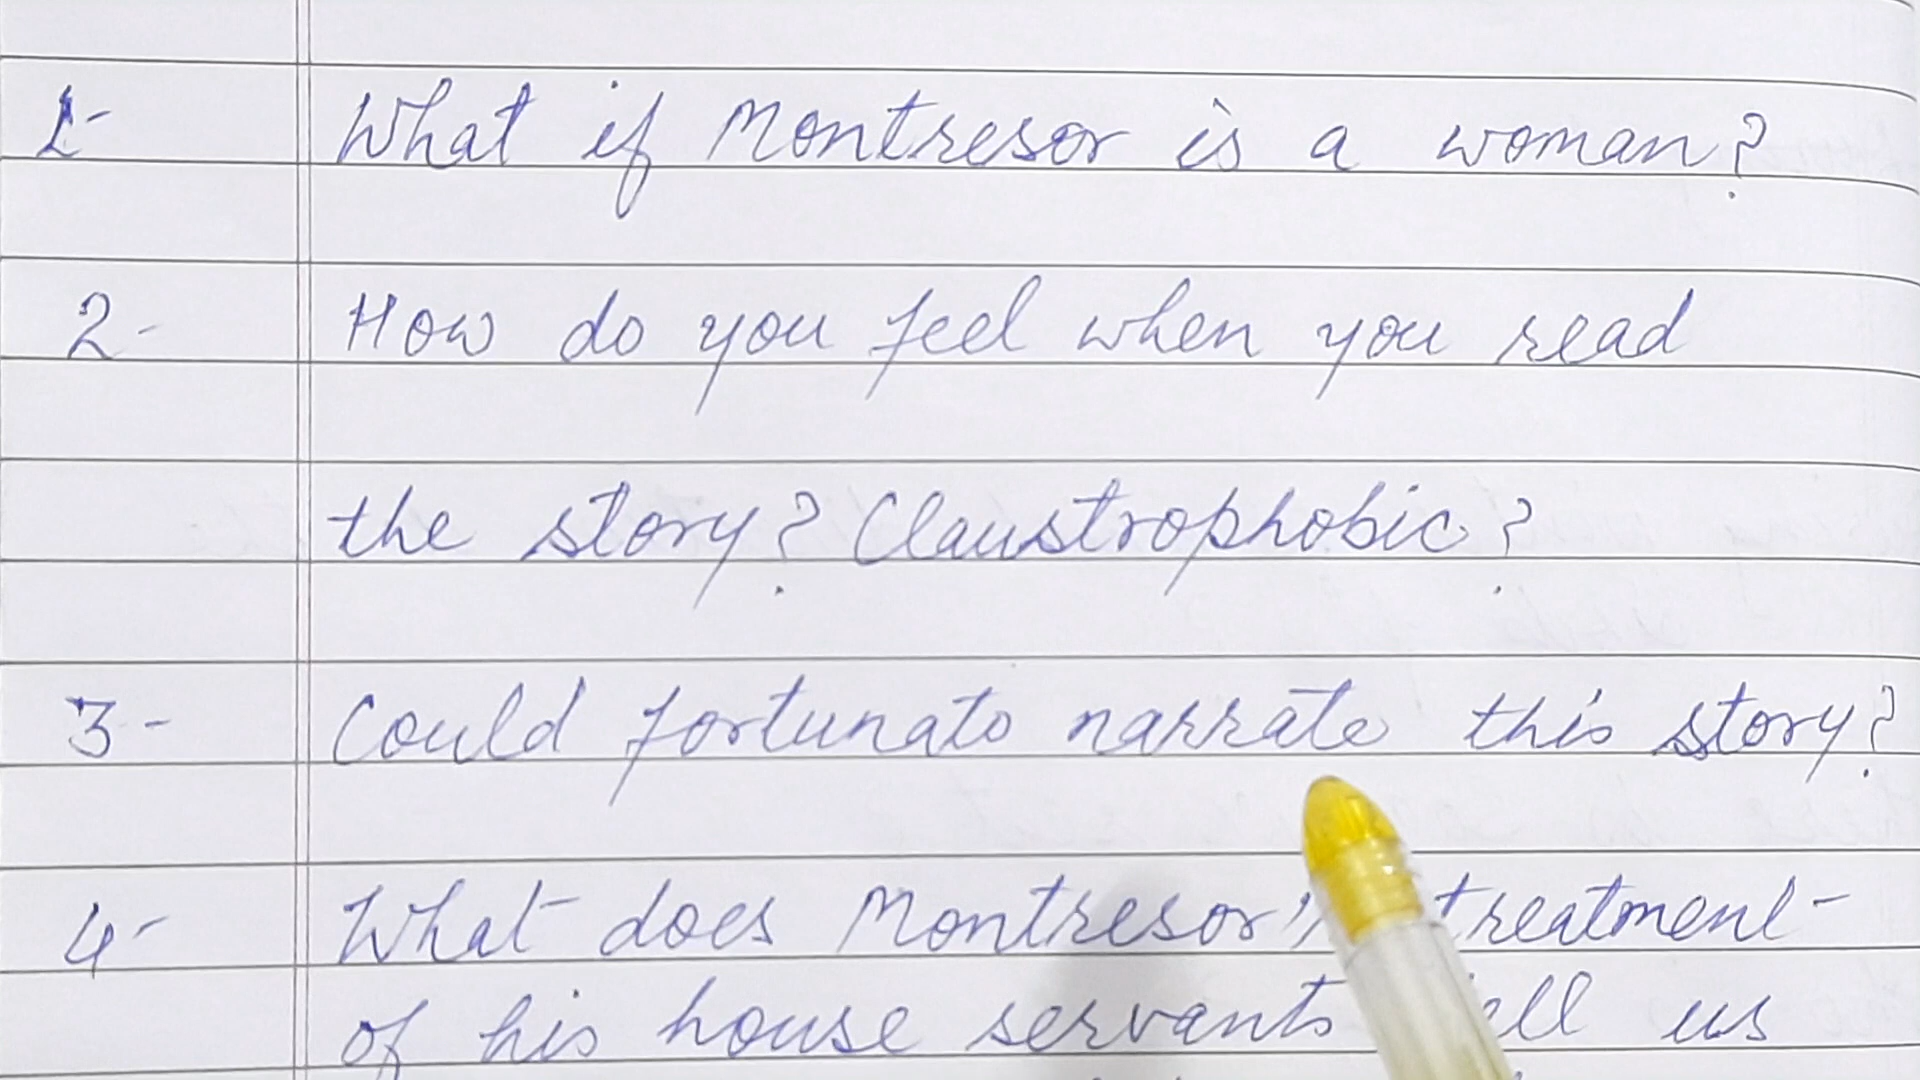 1- What if Montresor is a woman?
2- How do you feel when you read
the story? Claustrophobic?
3- Could fortunato narrate this story?
4- What does Montresor's treatment
of his house servants tell us